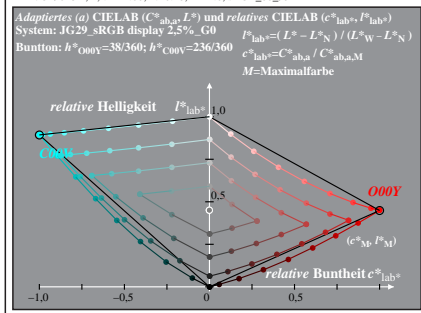 Adaptiertes (a) CIELAB (C*ab,a, L*) und relatives CIELAB (c*lab*, l*lab*)
System: JG29_sRGB display 2,5%_G0
l*lab*=( L* - L*N ) / (L*W - L*N)
Buntton: h*O00Y=38/360; h*C00V=236/360
c*lab*=C*ab,a / C*ab,a,M
M=Maximalfarbe
relative Helligkeit l*lab*
1,0
C00V
0,5
O00Y
(c*M, l*M)
relative Buntheit c*lab*
-1,0 -0,5 0 0,5